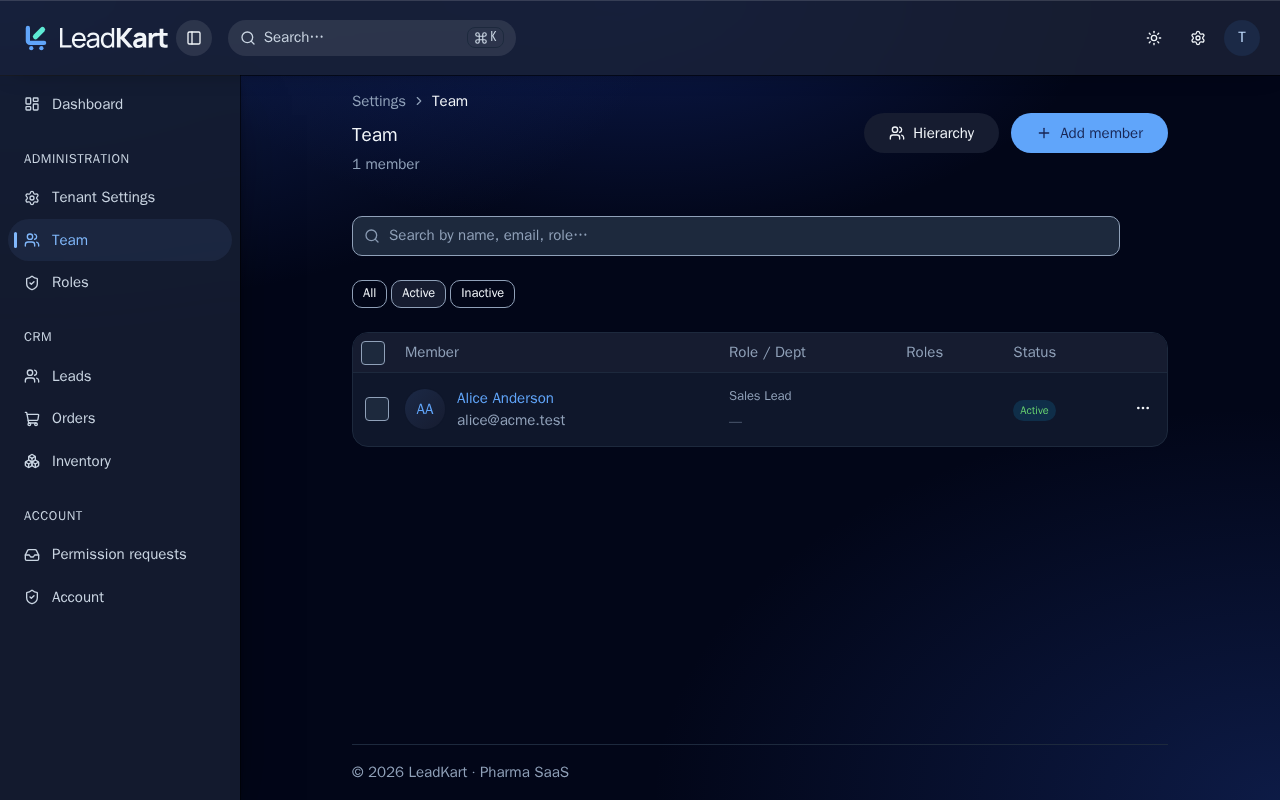 LeadKart
Search…
⌘K
T
Dashboard
ADMINISTRATION
Tenant Settings
Team
Roles
CRM
Leads
Orders
Inventory
ACCOUNT
Permission requests
Account
Settings > Team
Team
1 member
Hierarchy
+ Add member
Search by name, email, role…
All
Active
Inactive
Member Role / Dept Roles Status
AA
Alice Anderson
alice@acme.test
Sales Lead
—
Active
© 2026 LeadKart · Pharma SaaS